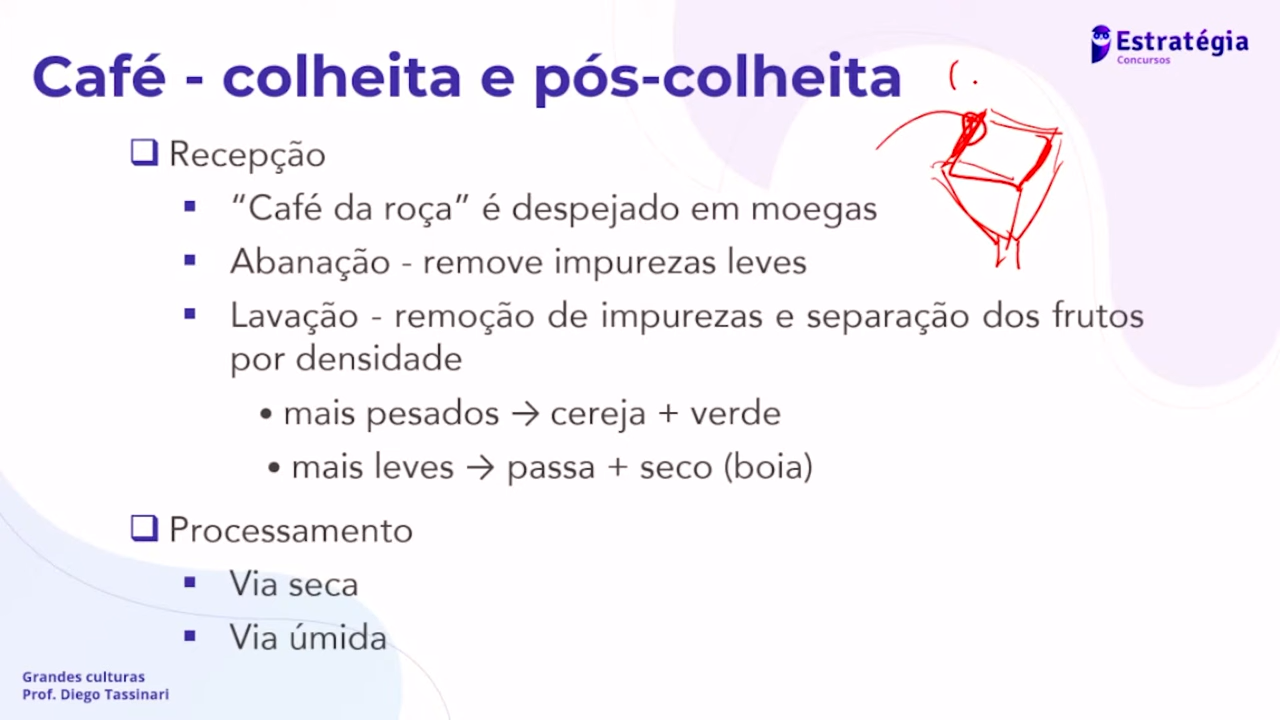 Estratégia
Concursos
Café - colheita e pós-colheita
Recepção
“Café da roça” é despejado em moegas
Abanação - remove impurezas leves
Lavação - remoção de impurezas e separação dos frutos
por densidade
• mais pesados → cereja + verde
• mais leves → passa + seco (boia)
Processamento
Via seca
Via úmida
Grandes culturas
Prof. Diego Tassinari